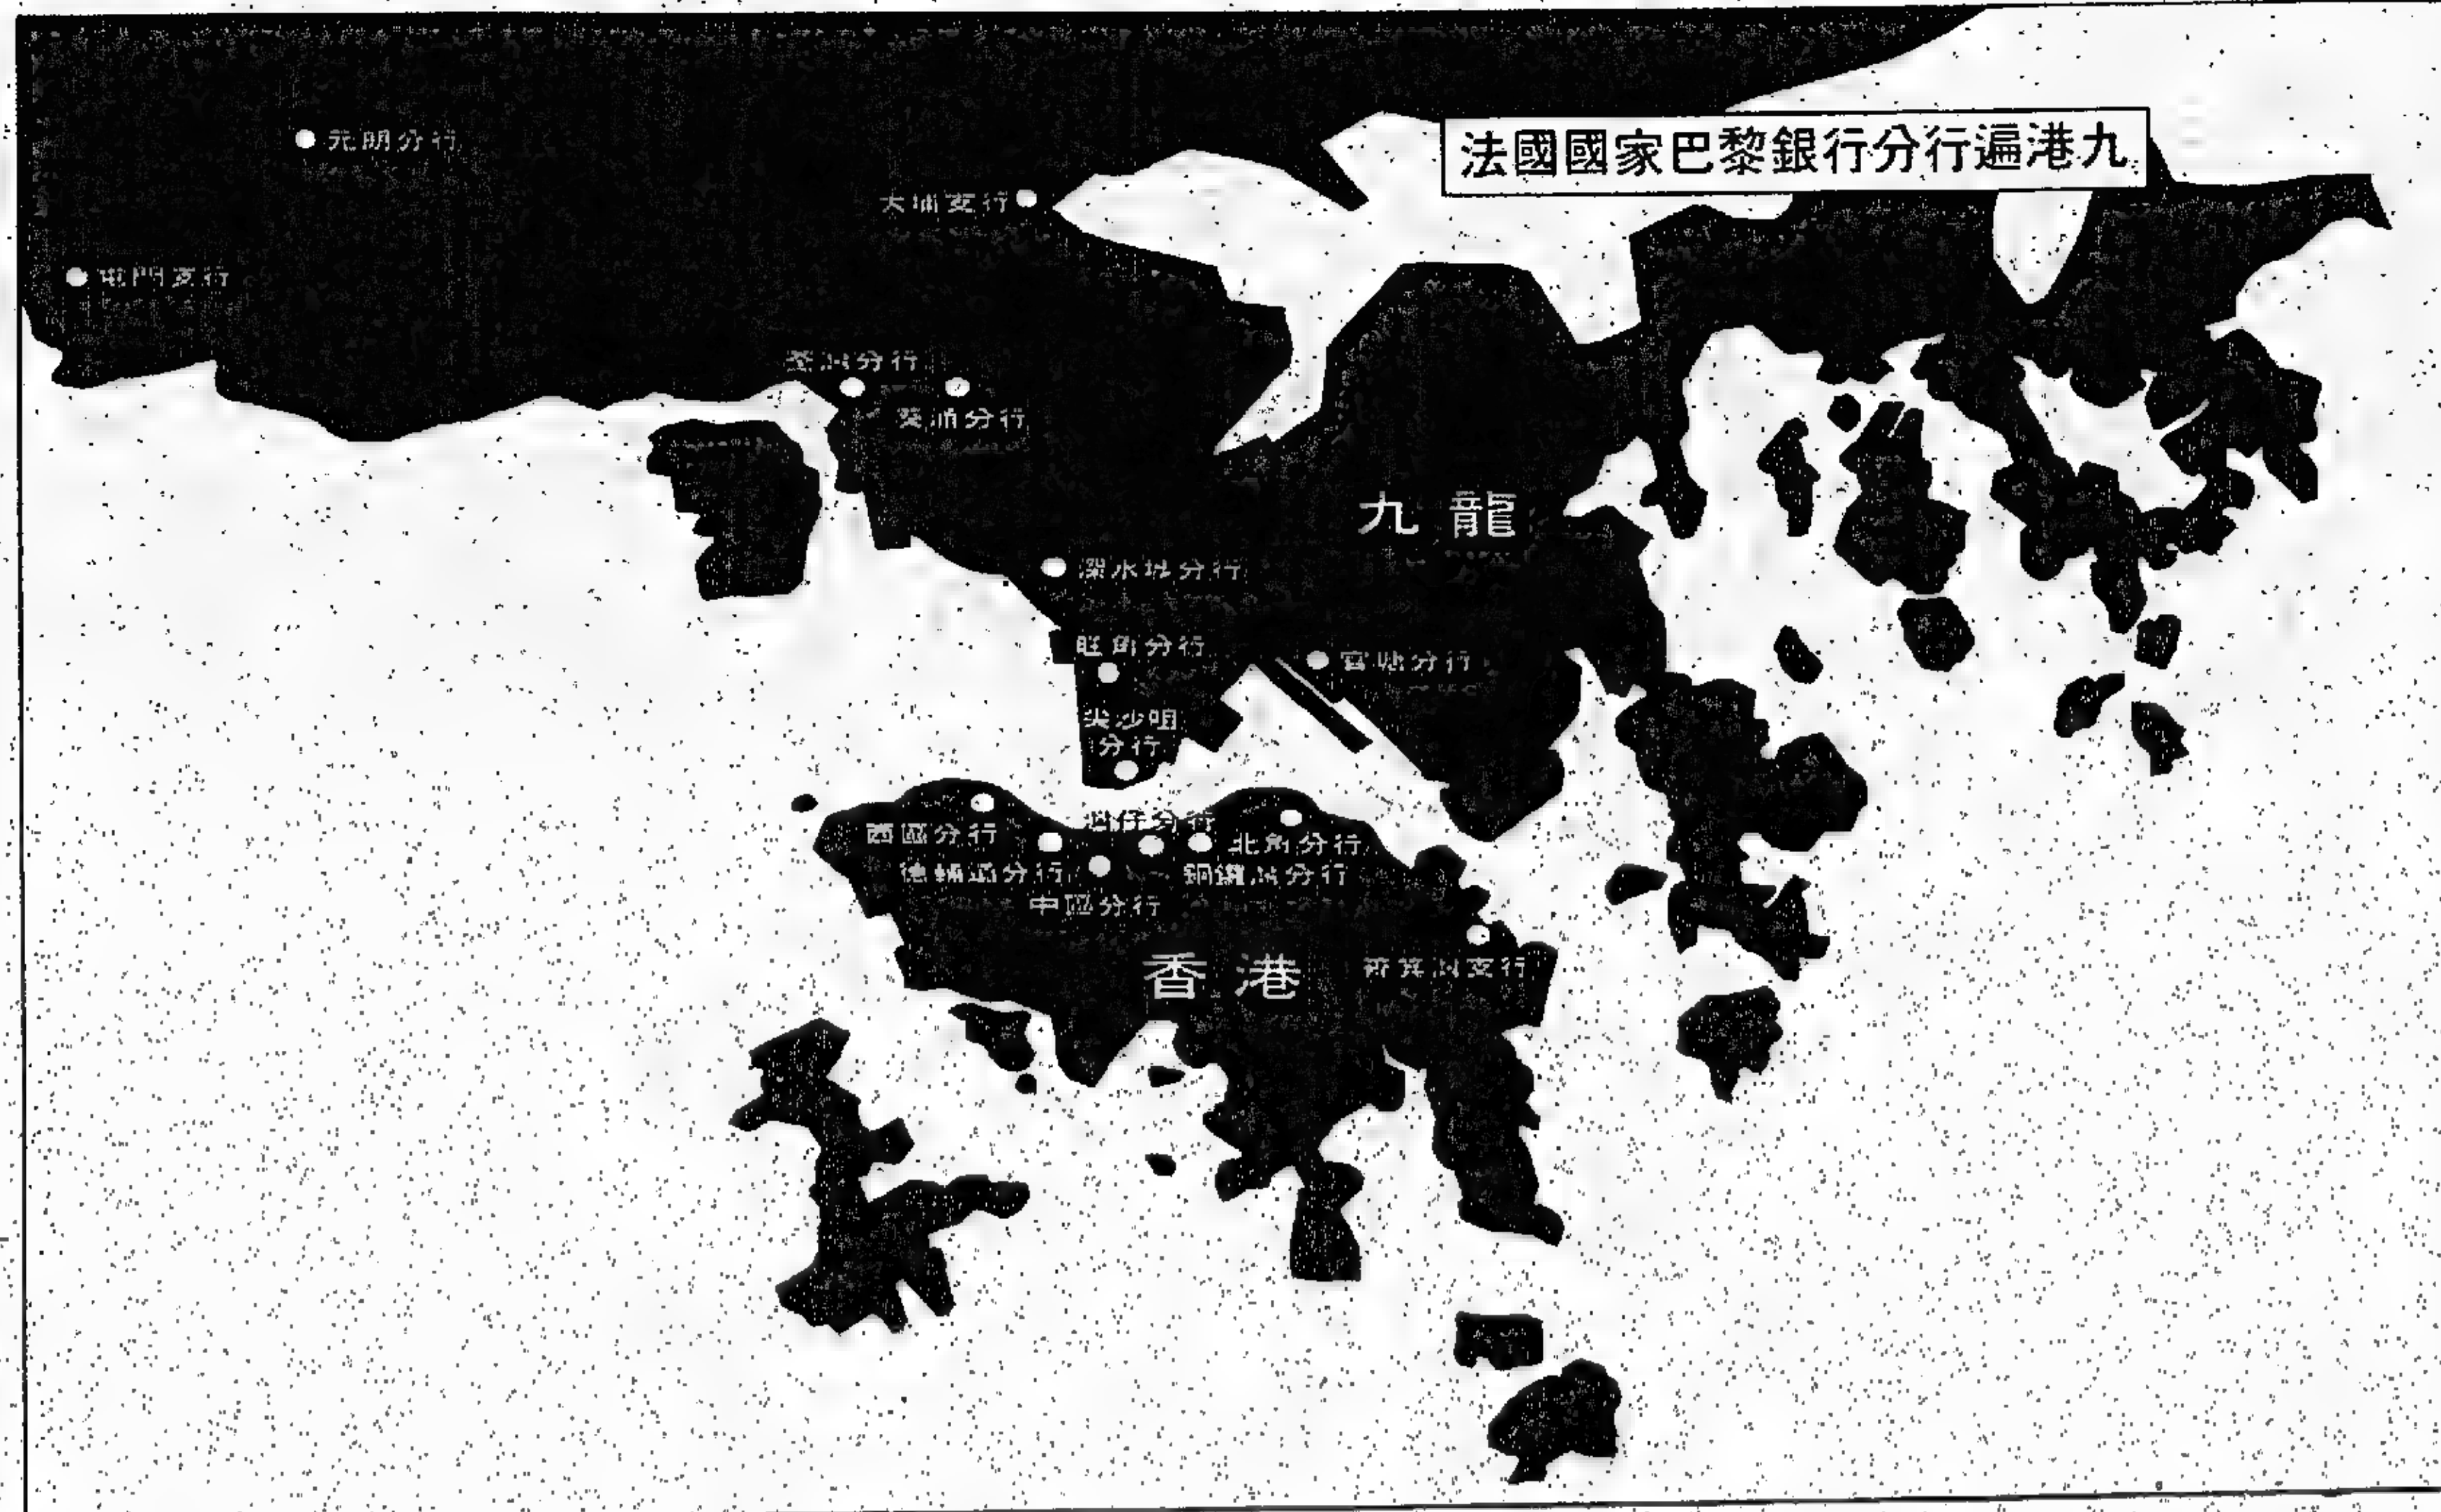 法國國家巴黎銀行分行遍港九
元朗分行
大埔支行
屯門支行
荃灣分行
葵涌分行
九龍
深水埗分行
旺角分行
官塘分行
尖沙咀
分行
灣仔分行
西區分行
北角分行
德輔道分行
銅鑼灣分行
中區分行
香港
筲箕灣支行